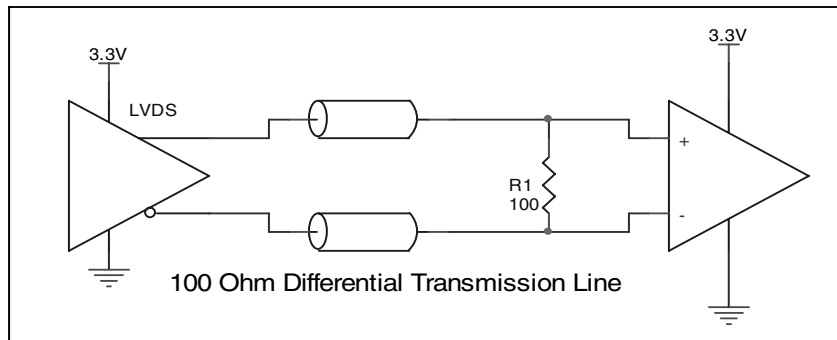 3.3V
3.3V
LVDS
+
R1
100
-
100 Ohm Differential Transmission Line